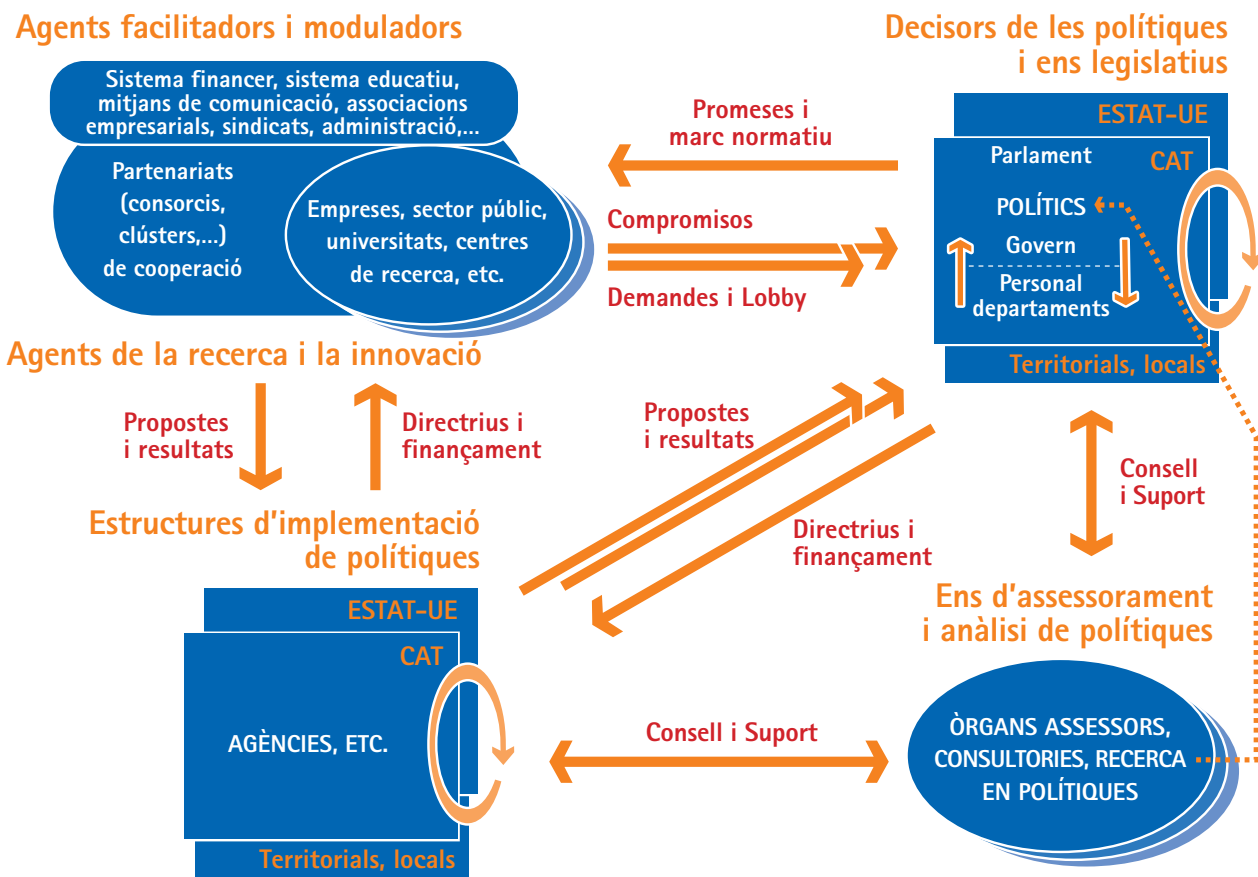 Agents facilitadors i moduladors
Sistema financer, sistema educatiu,
mitjans de comunicació, associacions
empresarials, sindicats, administració,...
Partenariats
(consorcis,
clústers,...)
de cooperació
Empreses, sector públic,
universitats, centres
de recerca, etc.
Agents de la recerca i la innovació
Promeses i
marc normatiu
Compromisos
Demandes i Lobby
Decisors de les polítiques
i ens legislatius
ESTAT-UE
CAT
Parlament
POLÍTICS
Govern
Personal
departaments
Territorials, locals
Propostes
i resultats
Directrius i
finançament
Propostes
i resultats
Directrius i
finançament
Consell
i Suport
Estructures d'implementació
de polítiques
ESTAT-UE
CAT
AGÈNCIES, ETC.
Territorials, locals
Consell i Suport
Ens d'assessorament
i anàlisi de polítiques
ÒRGANS ASSESSORS,
CONSULTORIES, RECERCA
EN POLÍTIQUES